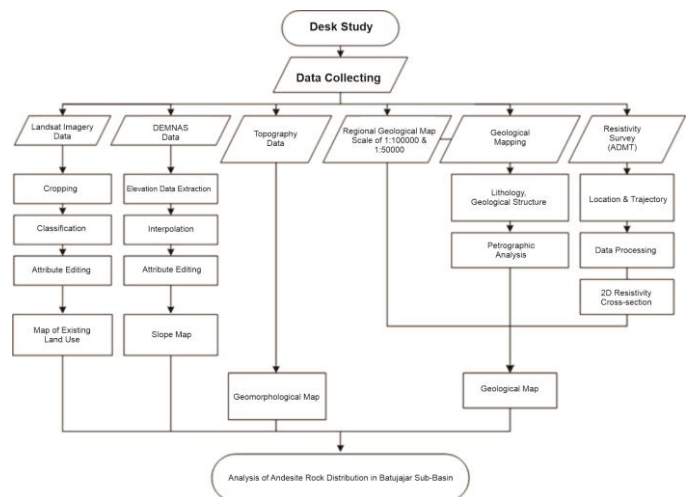 Desk Study
Data Collecting
Landsat Imagery
Data
DEMNAS
Data
Topography
Data
Regional Geological Map
Scale of 1:100000 &
1:50000
Geological
Mapping
Resistivity
Survey
(ADMT)
Cropping
Elevation Data Extraction
Lithology,
Geological Structure
Location & Trajectory
Classification
Interpolation
Petrographic
Analysis
Data Processing
Attribute Editing
Attribute Editing
2D Resistivity
Cross-section
Map of Existing
Land Use
Slope Map
Geomorphological Map
Geological Map
Analysis of Andesite Rock Distribution in Batujajar Sub-Basin